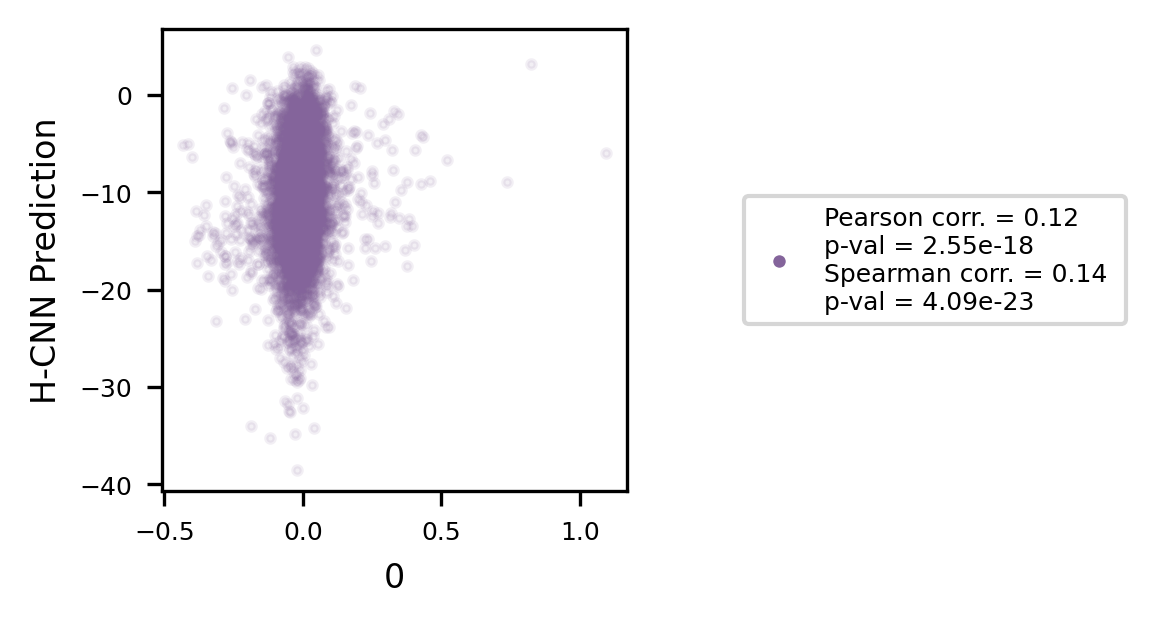 H-CNN Prediction
0
−10
−20
−30
−40
−0.5
0.0
0.5
1.0
0
Pearson corr. = 0.12
p-val = 2.55e-18
Spearman corr. = 0.14
p-val = 4.09e-23